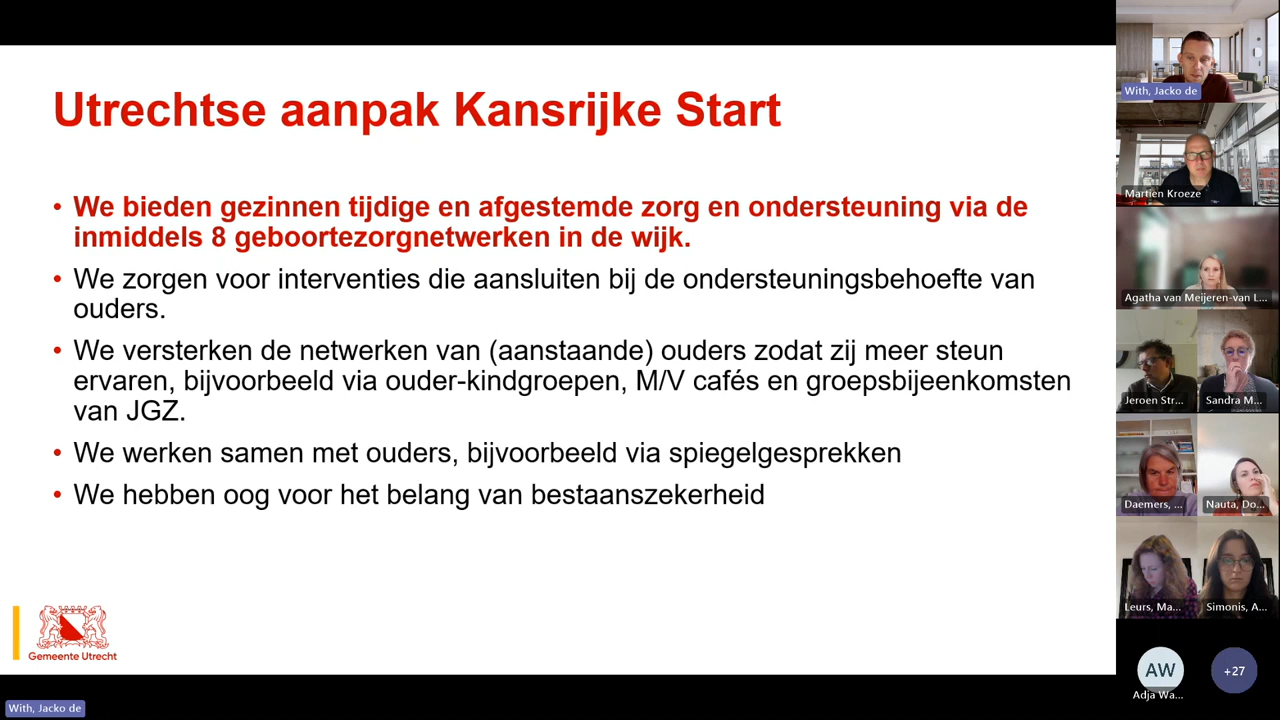 Utrechtse aanpak Kansrijke Start
• We bieden gezinnen tijdige en afgestemde zorg en ondersteuning via de
inmiddels 8 geboortezorgnetwerken in de wijk.
• We zorgen voor interventies die aansluiten bij de ondersteuningsbehoefte van
ouders.
• We versterken de netwerken van (aanstaande) ouders zodat zij meer steun
ervaren, bijvoorbeeld via ouder-kindgroepen, M/V cafés en groepsbijeenkomsten
van JGZ.
• We werken samen met ouders, bijvoorbeeld via spiegelgesprekken
• We hebben oog voor het belang van bestaanszekerheid
Gemeente Utrecht
With, Jacko de
With, Jacko de
Martien Kroeze
Agatha van Meijeren-van L...
Jeroen Str...
Sandra M...
Daemers, ...
Nauta, Do...
Leurs, Ma...
Simonis, A...
AW
Adja Wa...
+27